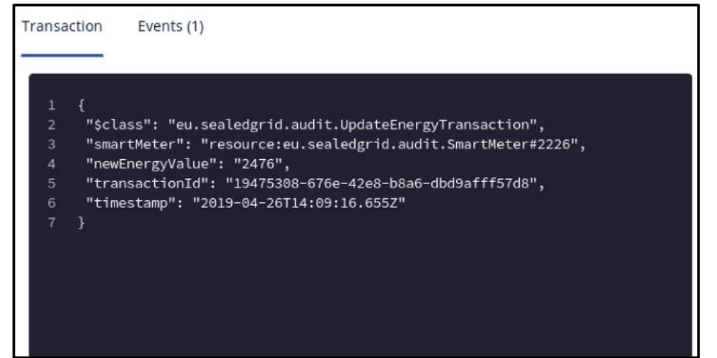 Transaction Events (1)
1 {
2 "$class": "eu.sealedgrid.audit.UpdateEnergyTransaction",
3 "smartMeter": "resource:eu.sealedgrid.audit.SmartMeter#2226",
4 "newEnergyValue": "2476",
5 "transactionId": "19475308-676e-42e8-b8a6-dbd9afff57d8",
6 "timestamp": "2019-04-26T14:09:16.655Z"
7 }